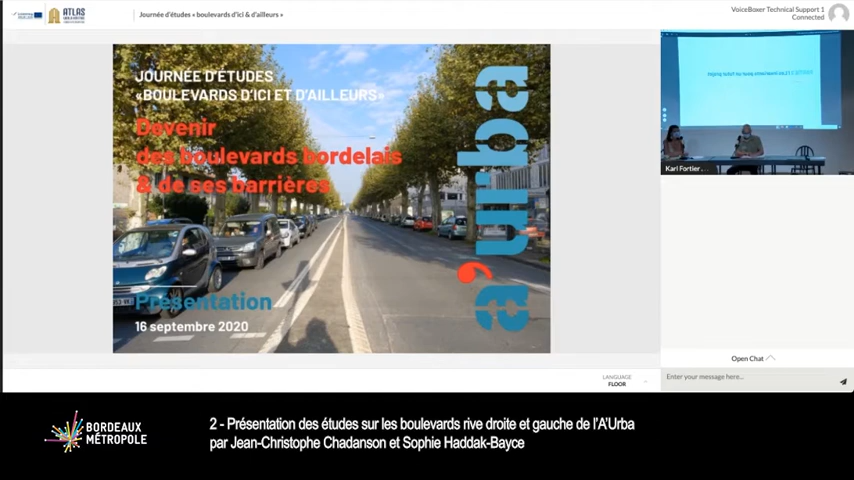 ATLAS
Journée d'études « boulevards d'ici & d'ailleurs »
VoiceBoxer Technical Support 1
Connected
JOURNÉE D'ÉTUDES
«BOULEVARDS D'ICI ET D'AILLEURS»
Devenir
des boulevards bordelais
& de ses barrières
Présentation
16 septembre 2020
a'urba
Karl Fortier ...
Open Chat
Enter your message here...
LANGUAGE
FLOOR
BORDEAUX
MÉTROPOLE
2 - Présentation des études sur les boulevards rive droite et gauche de l'A'Urba
par Jean-Christophe Chadanson et Sophie Haddak-Bayce